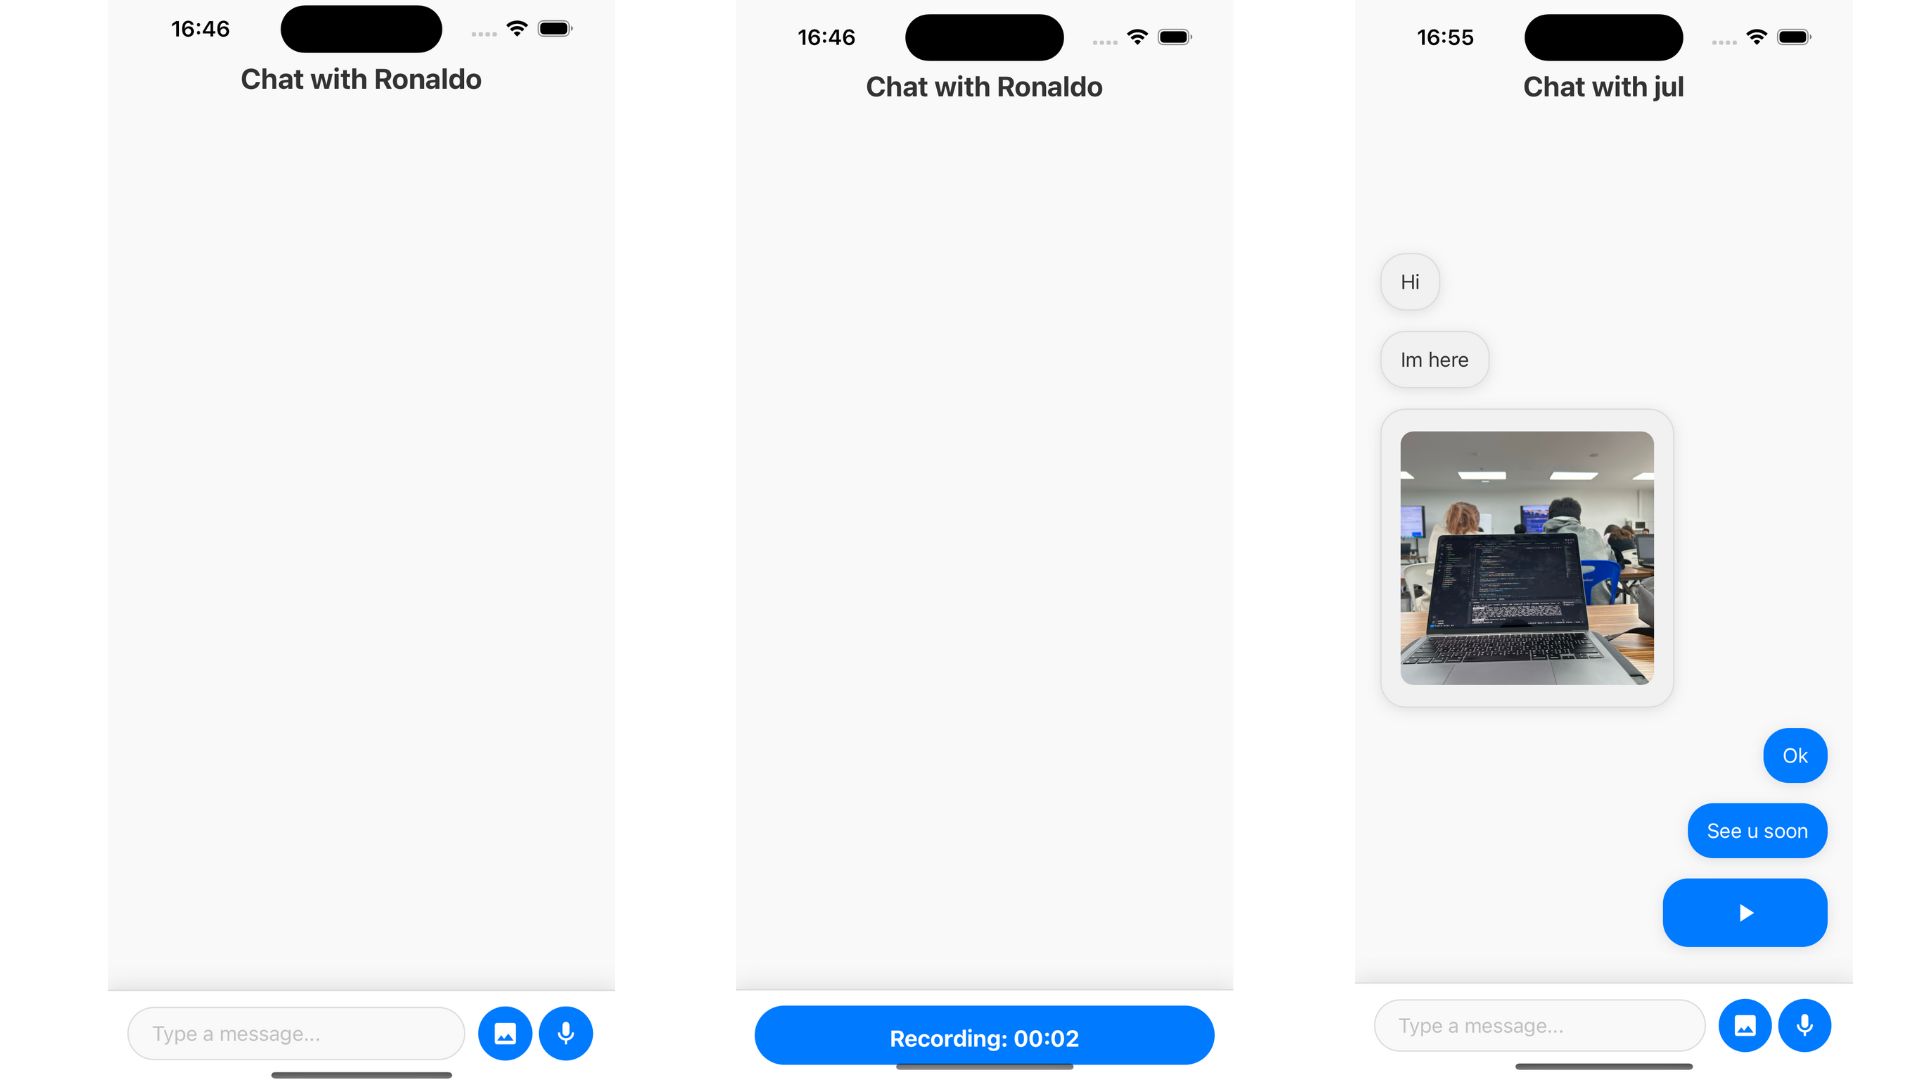 16:46
Chat with Ronaldo
Type a message...
16:46
Chat with Ronaldo
Recording: 00:02
16:55
Chat with jul
Hi
Im here
Ok
See u soon
Type a message...